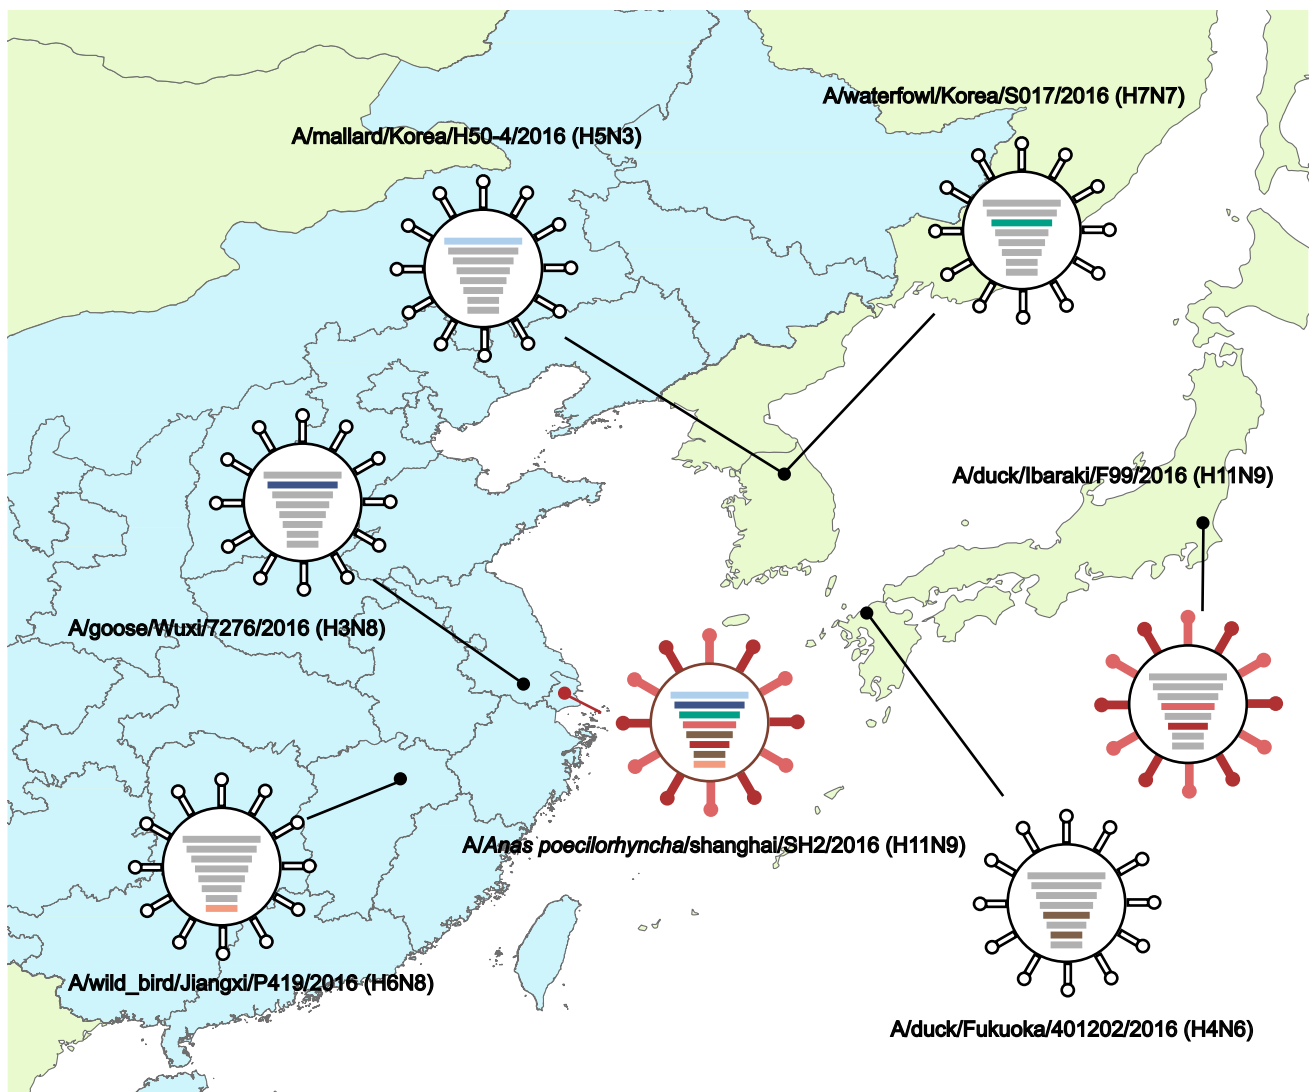 A/waterfowl/Korea/S017/2016 (H7N7)
A/mallard/Korea/H50-4/2016 (H5N3)
A/duck/Ibaraki/F99/2016 (H11N9)
A/goose/Wuxi/7276/2016 (H3N8)
A/Anas poecilorhyncha/shanghai/SH2/2016 (H11N9)
A/wild_bird/Jiangxi/P419/2016 (H6N8)
A/duck/Fukuoka/401202/2016 (H4N6)